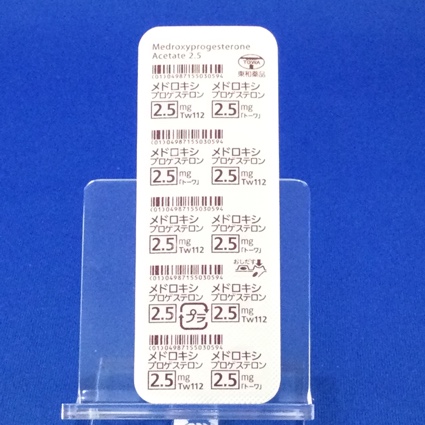 Medroxyprogesterone
Acetate 2.5
TOWA
東和薬品
(01)04987155030594 (01)04987155030594
メドロキシ メドロキシ
プロゲステロン プロゲステロン
2.5 mg Tw112 2.5 mg「トーワ」
(01)04987155030594 (01)04987155030594
メドロキシ メドロキシ
プロゲステロン プロゲステロン
2.5 mg「トーワ」 2.5 mg Tw112
(01)04987155030594 (01)04987155030594
メドロキシ メドロキシ
プロゲステロン プロゲステロン
2.5 mg Tw112 2.5 mg「トーワ」
(01)04987155030594 おしだす
メドロキシ メドロキシ
プロゲステロン プロゲステロン
2.5 プラ 2.5 mg Tw112
(01)04987155030594 (01)04987155030594
メドロキシ メドロキシ
プロゲステロン プロゲステロン
2.5 mg Tw112 2.5 mg「トーワ」